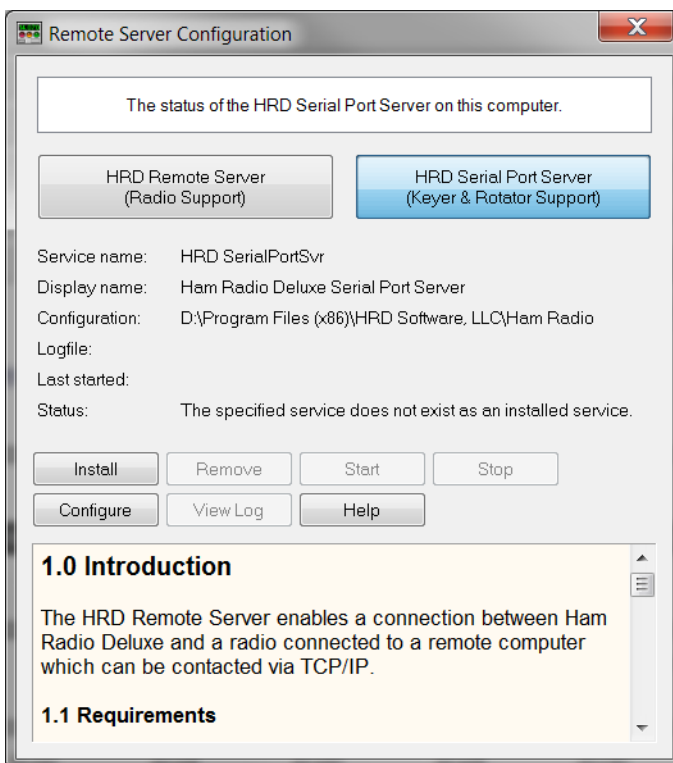 Remote Server Configuration
The status of the HRD Serial Port Server on this computer.
HRD Remote Server
(Radio Support)
HRD Serial Port Server
(Keyer & Rotator Support)
Service name: HRD SerialPortSvr
Display name: Ham Radio Deluxe Serial Port Server
Configuration: D:\Program Files (x86)\HRD Software, LLC\Ham Radio
Logfile:
Last started:
Status: The specified service does not exist as an installed service.
Install Remove Start Stop
Configure View Log Help
1.0 Introduction
The HRD Remote Server enables a connection between Ham
Radio Deluxe and a radio connected to a remote computer
which can be contacted via TCP/IP.
1.1 Requirements